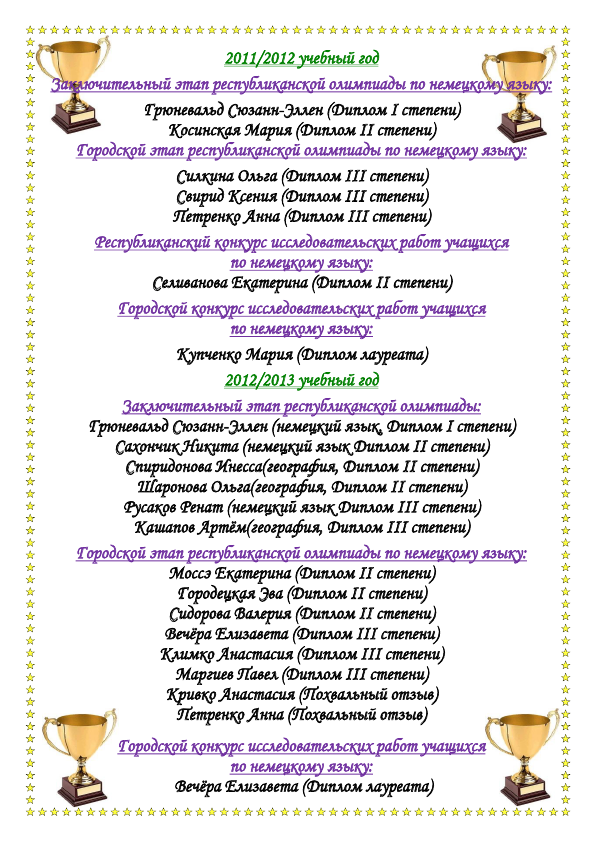 2011/2012 учебный год
Заключительный этап республиканской олимпиады по немецкому языку:
Грюневальд Сюзанн-Эллен (Диплом I степени)
Косинская Мария (Диплом II степени)
Городской этап республиканской олимпиады по немецкому языку:
Силкина Ольга (Диплом III степени)
Свирид Ксения (Диплом III степени)
Петренко Анна (Диплом III степени)
Республиканский конкурс исследовательских работ учащихся
по немецкому языку:
Селиванова Екатерина (Диплом II степени)
Городской конкурс исследовательских работ учащихся
по немецкому языку:
Купченко Мария (Диплом лауреата)
2012/2013 учебный год
Заключительный этап республиканской олимпиады:
Грюневальд Сюзанн-Эллен (немецкий язык, Диплом I степени)
Сахончик Никита (немецкий язык Диплом II степени)
Спиридонова Инесса(география, Диплом II степени)
Шаронова Ольга(география, Диплом II степени)
Русаков Ренат (немецкий язык Диплом III степени)
Кашапов Артём(география, Диплом III степени)
Городской этап республиканской олимпиады по немецкому языку:
Моссэ Екатерина (Диплом II степени)
Городецкая Эва (Диплом II степени)
Сидорова Валерия (Диплом II степени)
Вечёра Елизавета (Диплом III степени)
Климко Анастасия (Диплом III степени)
Маргиев Павел (Диплом III степени)
Кривко Анастасия (Похвальный отзыв)
Петренко Анна (Похвальный отзыв)
Городской конкурс исследовательских работ учащихся
по немецкому языку:
Вечёра Елизавета (Диплом лауреата)